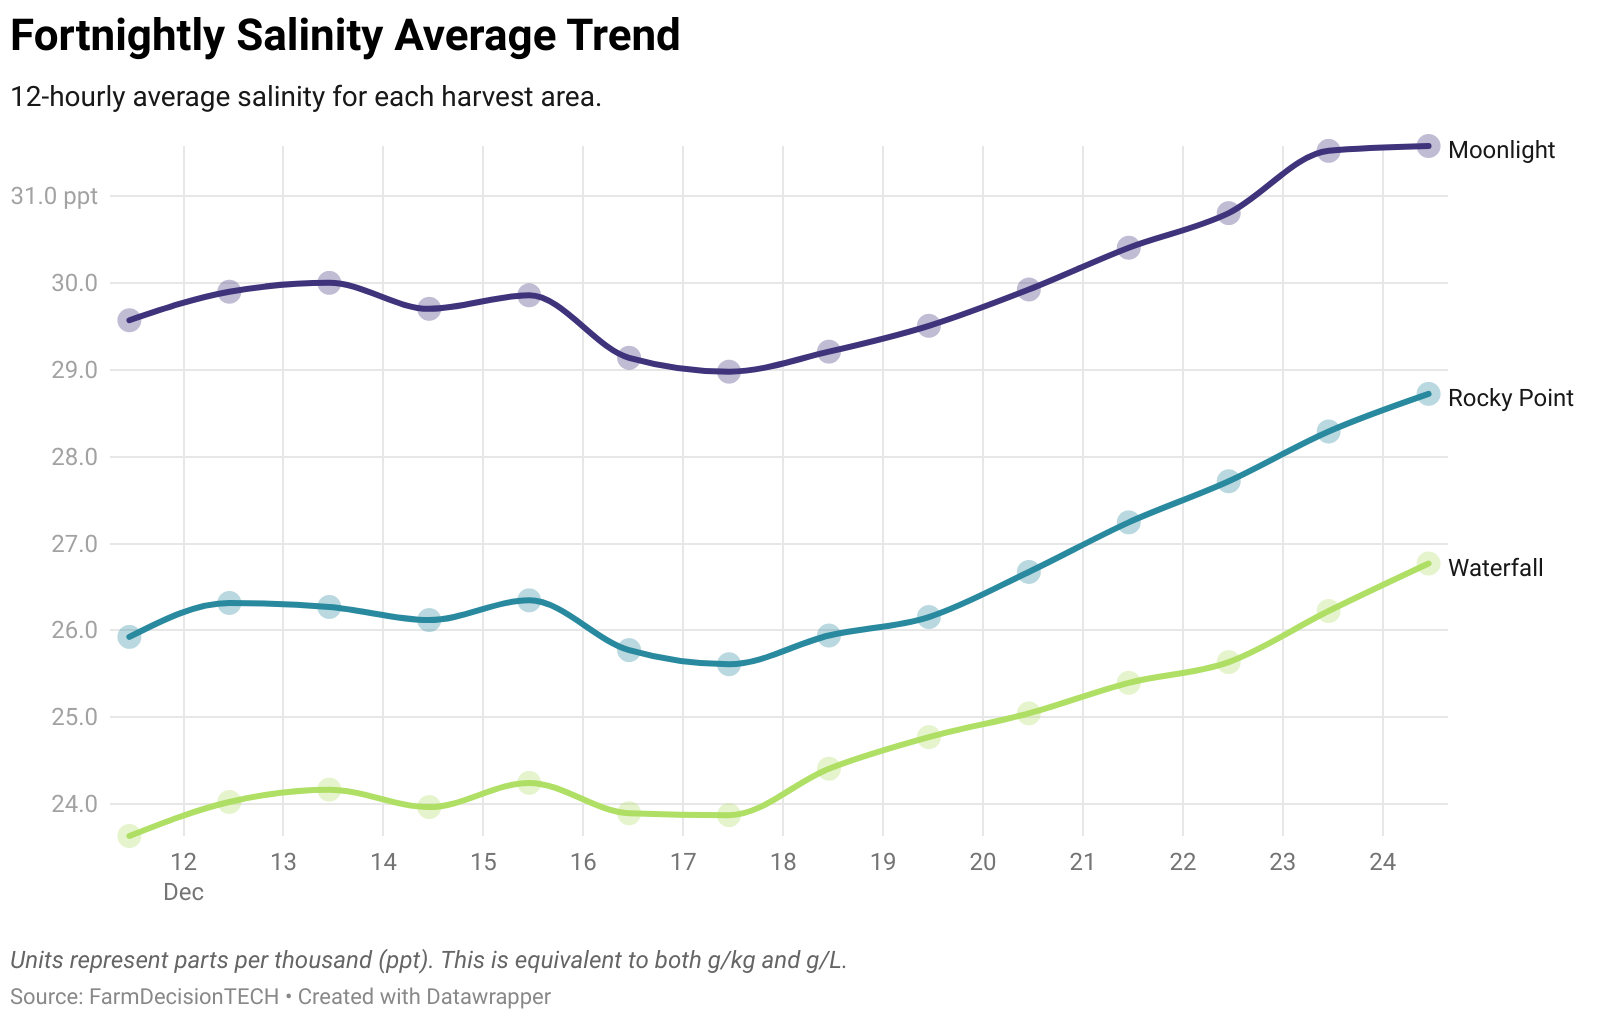 Fortnightly Salinity Average Trend
12-hourly average salinity for each harvest area.
Moonlight
31.0 ppt
30.0
29.0
Rocky Point
28.0
27.0
Waterfall
26.0
25.0
24.0
12 13 14 15 16 17 18 19 20 21 22 23 24
Dec
Units represent parts per thousand (ppt). This is equivalent to both g/kg and g/L.
Source: FarmDecisionTECH • Created with Datawrapper